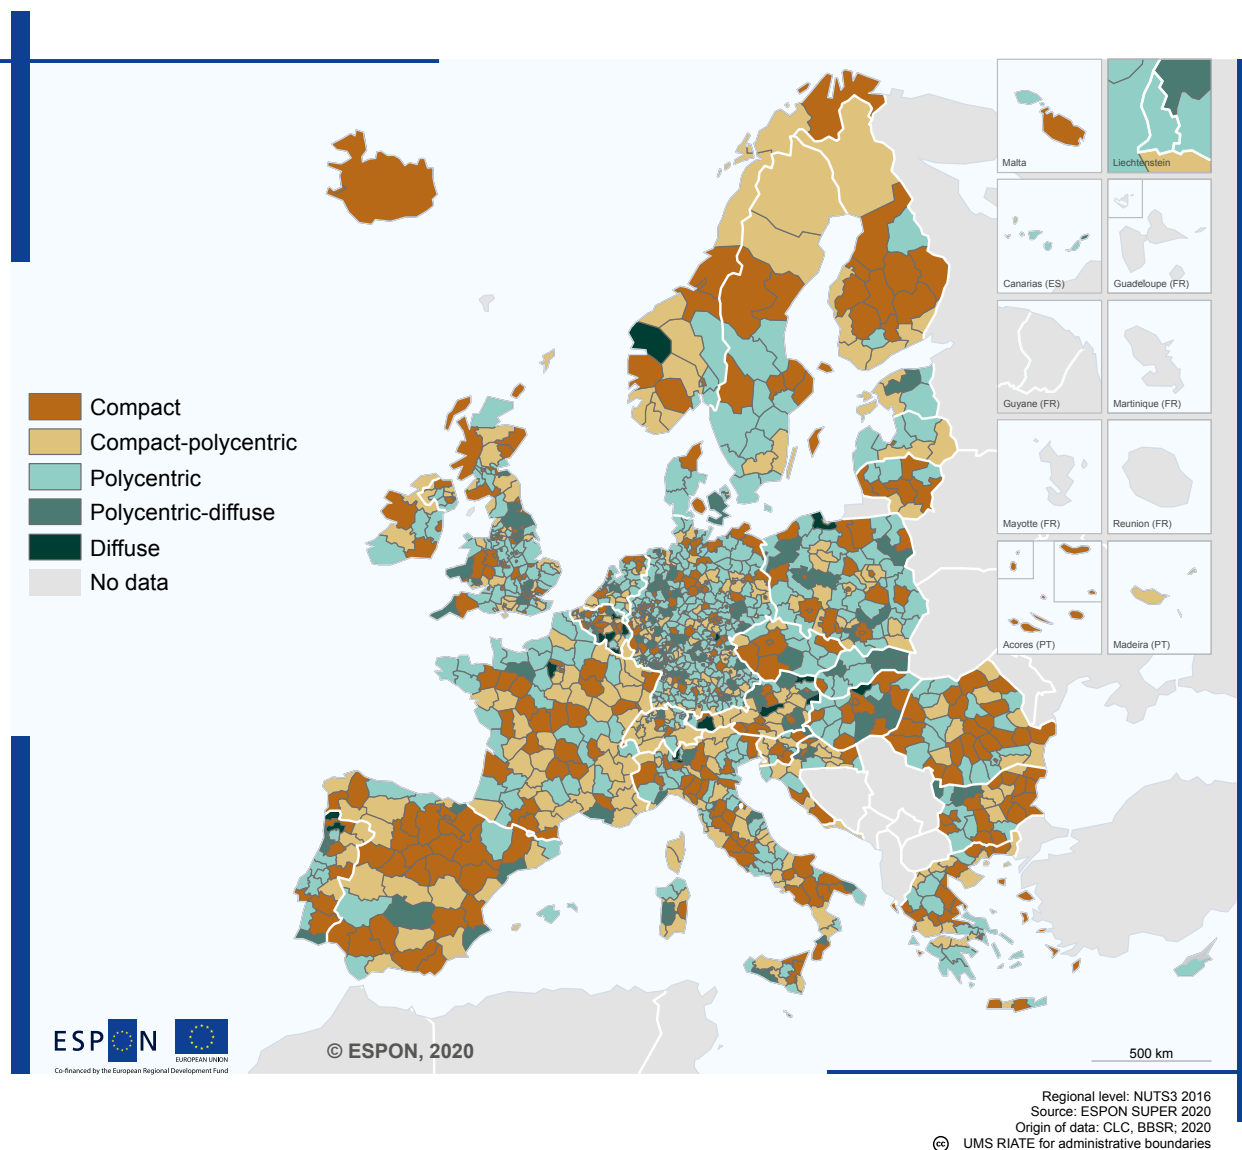 Malta
Liechtenstein
Canarias (ES)
Guadeloupe (FR)
Guyane (FR)
Martinique (FR)
Mayotte (FR)
Reunion (FR)
Acores (PT)
Madeira (PT)
Compact
Compact-polycentric
Polycentric
Polycentric-diffuse
Diffuse
No data
ESPON
EUROPEAN UNION
Co-financed by the European Regional Development Fund
© ESPON, 2020
500 km
Regional level: NUTS3 2016
Source: ESPON SUPER 2020
Origin of data: CLC, BBSR; 2020
cc UMS RIATE for administrative boundaries